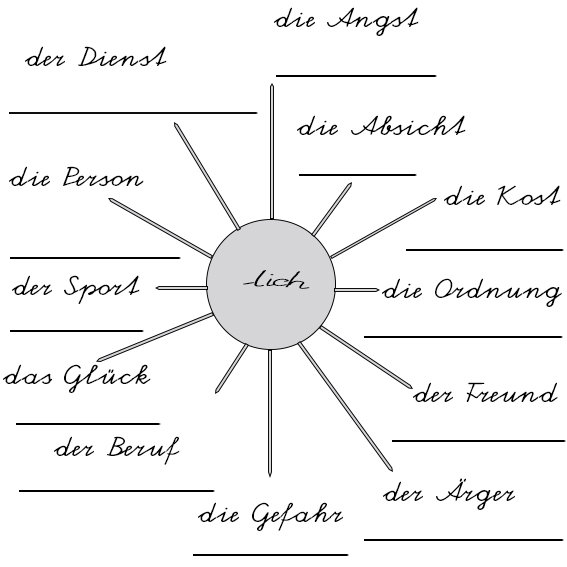 die Angst
der Dienst
die Absicht
die Person
die Kost
-lich
der Sport
die Ordnung
das Glück
der Freund
der Beruf
der Ärger
die Gefahr